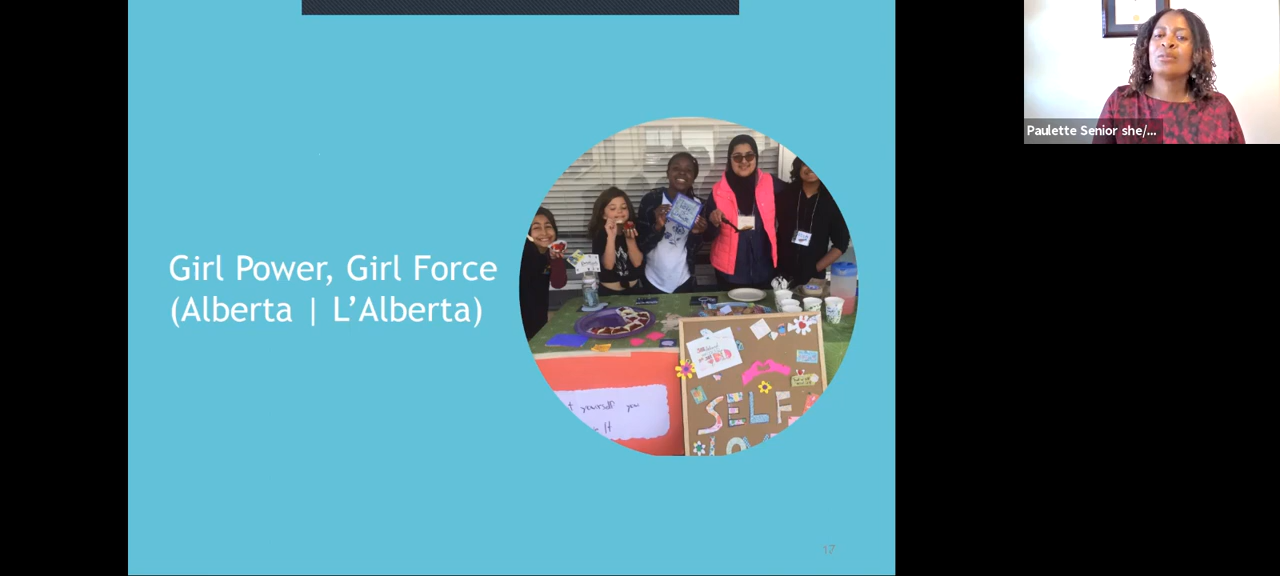 Paulette Senior she/...
Girl Power, Girl Force
(Alberta | L’Alberta)
SELF
17